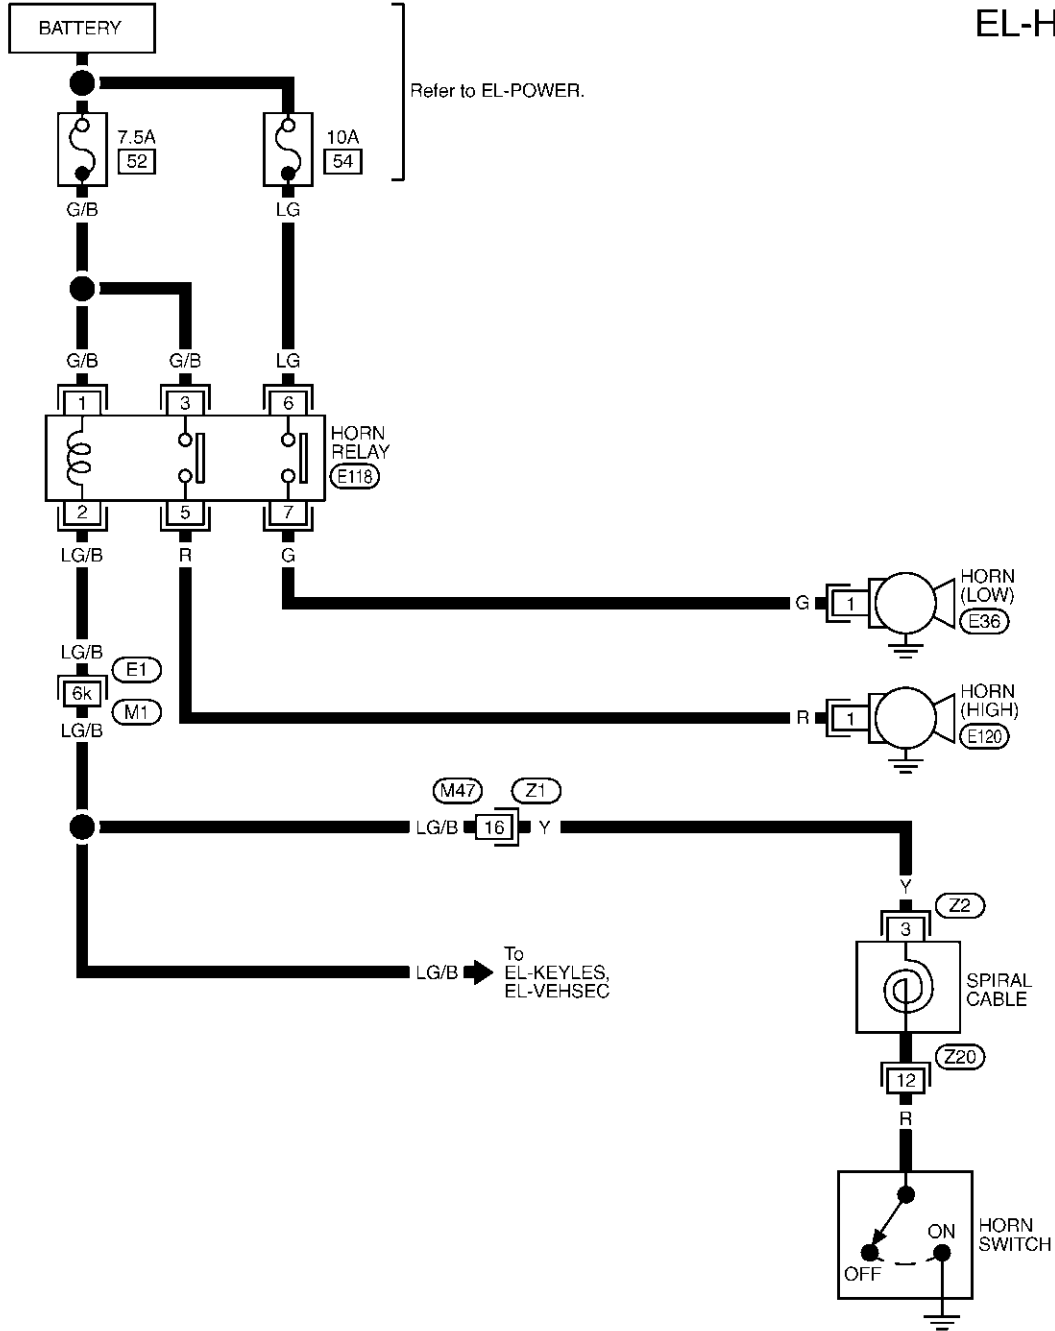 EL-H
BATTERY
Refer to EL-POWER.
7.5A
52
10A
54
G/B
LG
G/B
G/B
LG
1
3
6
HORN
RELAY
E118
2
5
7
LG/B
R
G
HORN
(LOW)
E36
G
1
LG/B
E1
6k
M1
LG/B
HORN
(HIGH)
E120
R
1
M47
Z1
LG/B
16
Y
Y
Z2
3
To
EL-KEYLES,
EL-VEHSEC
LG/B
SPIRAL
CABLE
Z20
12
R
HORN
SWITCH
ON
OFF